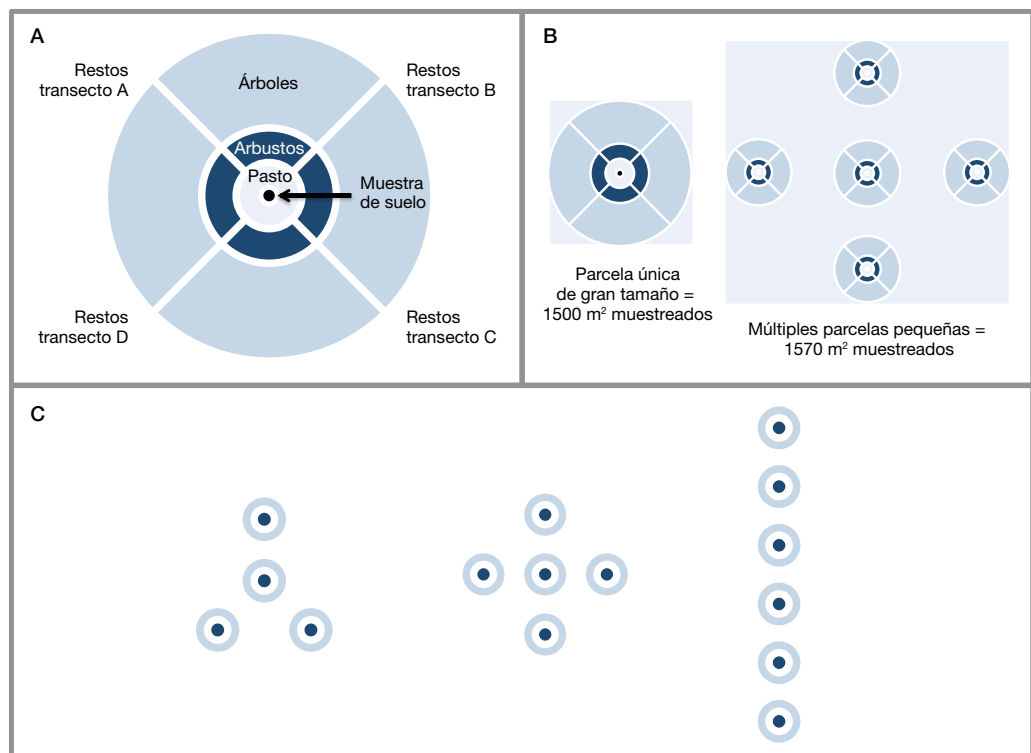 A
Restos
transecto A
Árboles
Restos
transecto B
Arbustos
Pasto
Muestra
de suelo
Restos
transecto D
Restos
transecto C
B
Parcela única
de gran tamaño =
1500 m² muestreados
Múltiples parcelas pequeñas =
1570 m² muestreados
C